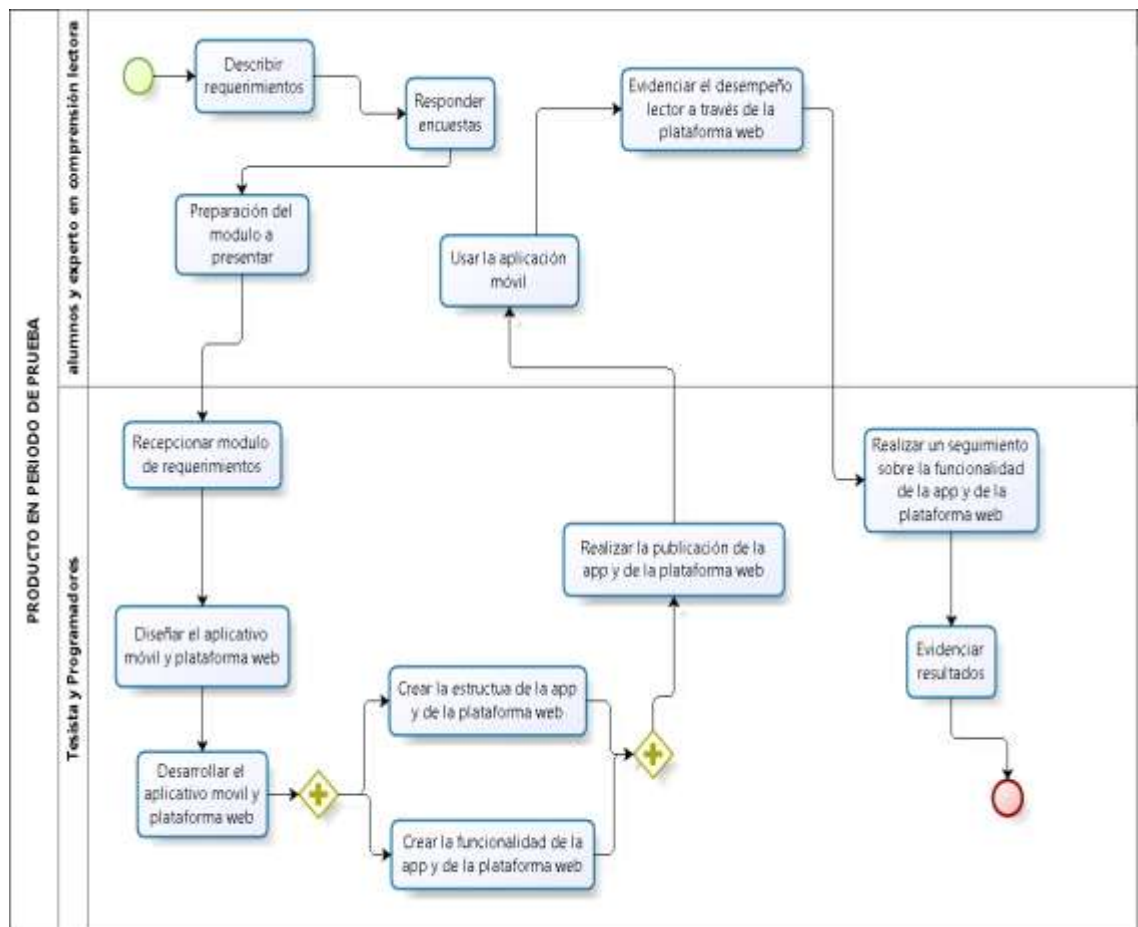 PRODUCTO EN PERIODO DE PRUEBA
alumnos y experto en comprensión lectora
Describir
requerimientos
Responder
encuestas
Preparación del
modulo a
presentar
Usar la aplicación
móvil
Evidenciar el desempeño
lector a través de la
plataforma web
Tesista y Programadores
Recepcionar modulo
de requerimientos
Diseñar el aplicativo
móvil y plataforma web
Desarrollar el
aplicativo movil y
plataforma web
Crear la estructua de la app
y de la plataforma web
Crear la funcionalidad de la
app y de la plataforma web
Realizar la publicación de la
app y de la plataforma web
Realizar un seguimiento
sobre la funcionalidad
de la app y de la
plataforma web
Evidenciar
resultados